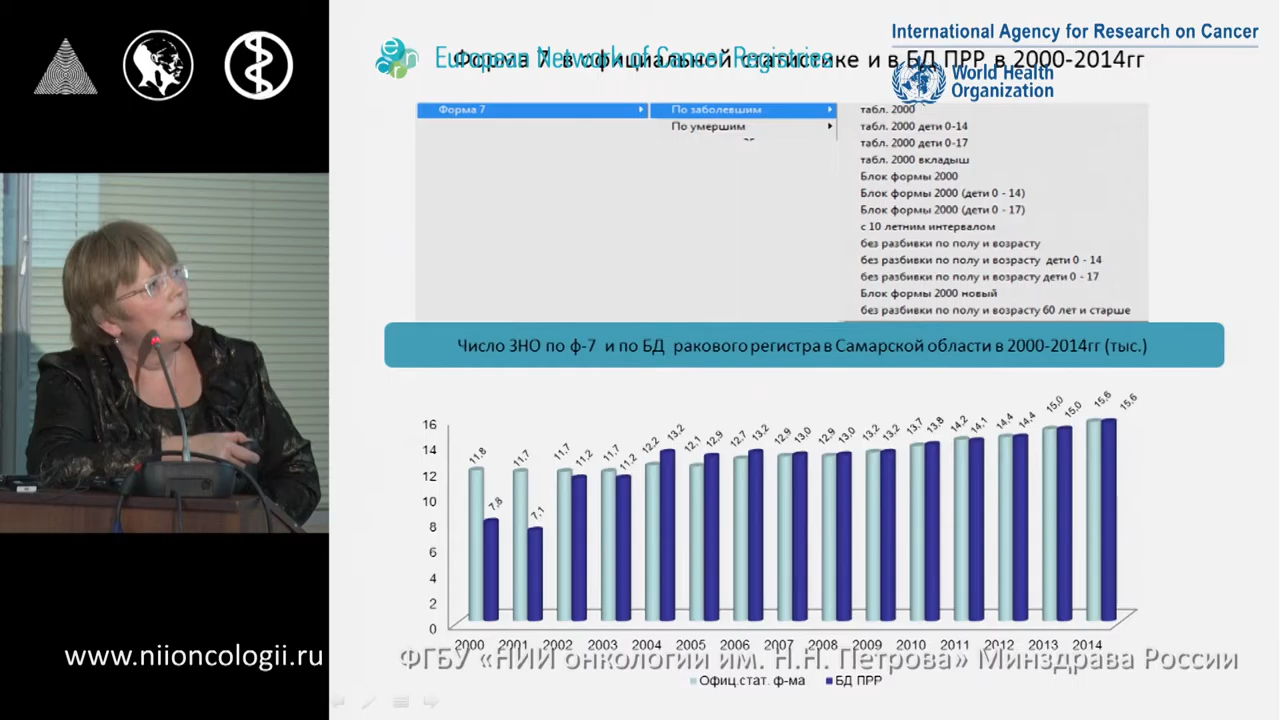 International Agency for Research on Cancer
European Network of Cancer Registries
Форма 7 в официальной статистике и в БД ПРР в 2000-2014гг
World Health
Organization
Форма 7
По заболевшим
По умершим
табл. 2000
табл. 2000 дети 0-14
табл. 2000 дети 0-17
табл. 2000 вкладыш
Блок формы 2000
Блок формы 2000 (дети 0 - 14)
Блок формы 2000 (дети 0 - 17)
с 10 летним интервалом
без разбивки по полу и возрасту
без разбивки по полу и возрасту дети 0 - 14
без разбивки по полу и возрасту дети 0 - 17
Блок формы 2000 новый
без разбивки по полу и возрасту 60 лет и старше
Число ЗНО по ф-7 и по БД ракового регистра в Самарской области в 2000-2014гг (тыс.)
16
14
12
10
8
6
4
2
0
11,8 7,8 11,7 7,1 11,7 11,2 11,7 11,2 12,2 13,2 12,1 12,9 12,7 13,2 12,9 13,0 12,9 13,0 13,2 13,2 13,7 13,8 14,2 14,1 14,4 14,4 15,0 15,0 15,6 15,6
2000 2001 2002 2003 2004 2005 2006 2007 2008 2009 2010 2011 2012 2013 2014
www.niioncologii.ru
ФГБУ «НИИ онкологии им. Н.Н. Петрова» Минздрава России
Офиц.стат. ф-ма БД ПРР